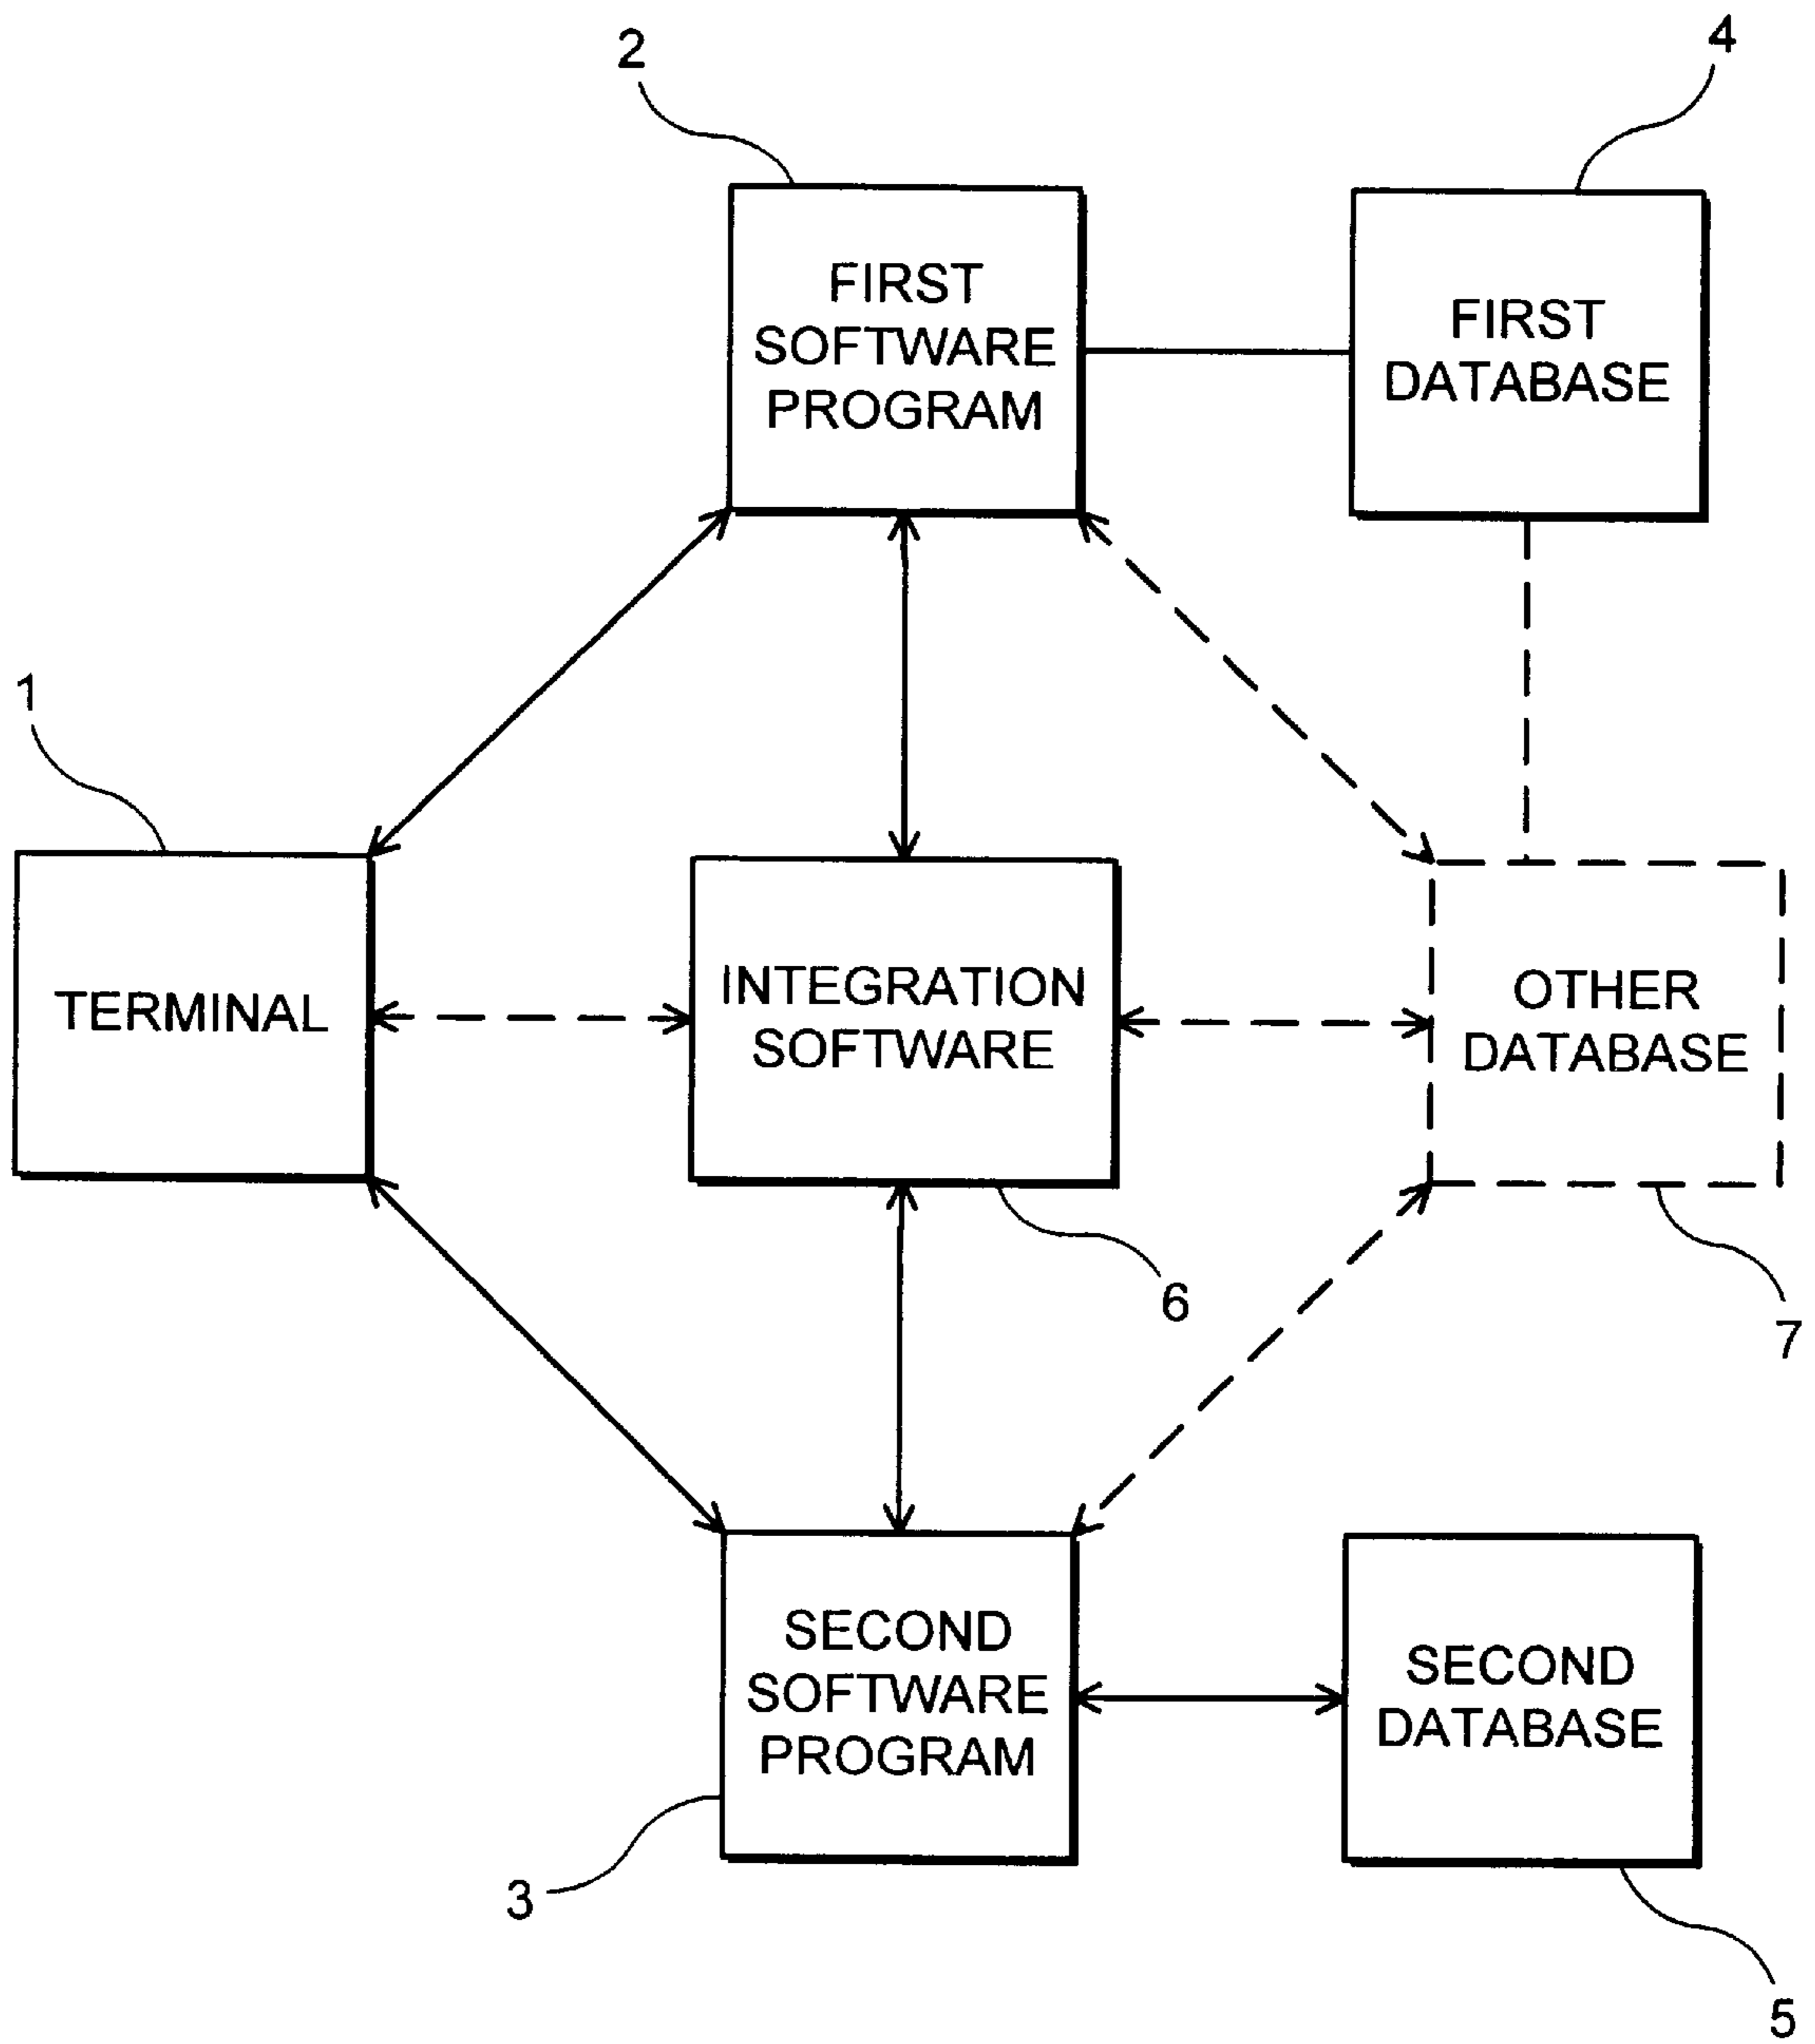 2
4
FIRST
SOFTWARE
PROGRAM
FIRST
DATABASE
1
TERMINAL
INTEGRATION
SOFTWARE
OTHER
DATABASE
6
7
SECOND
SOFTWARE
PROGRAM
SECOND
DATABASE
3
5